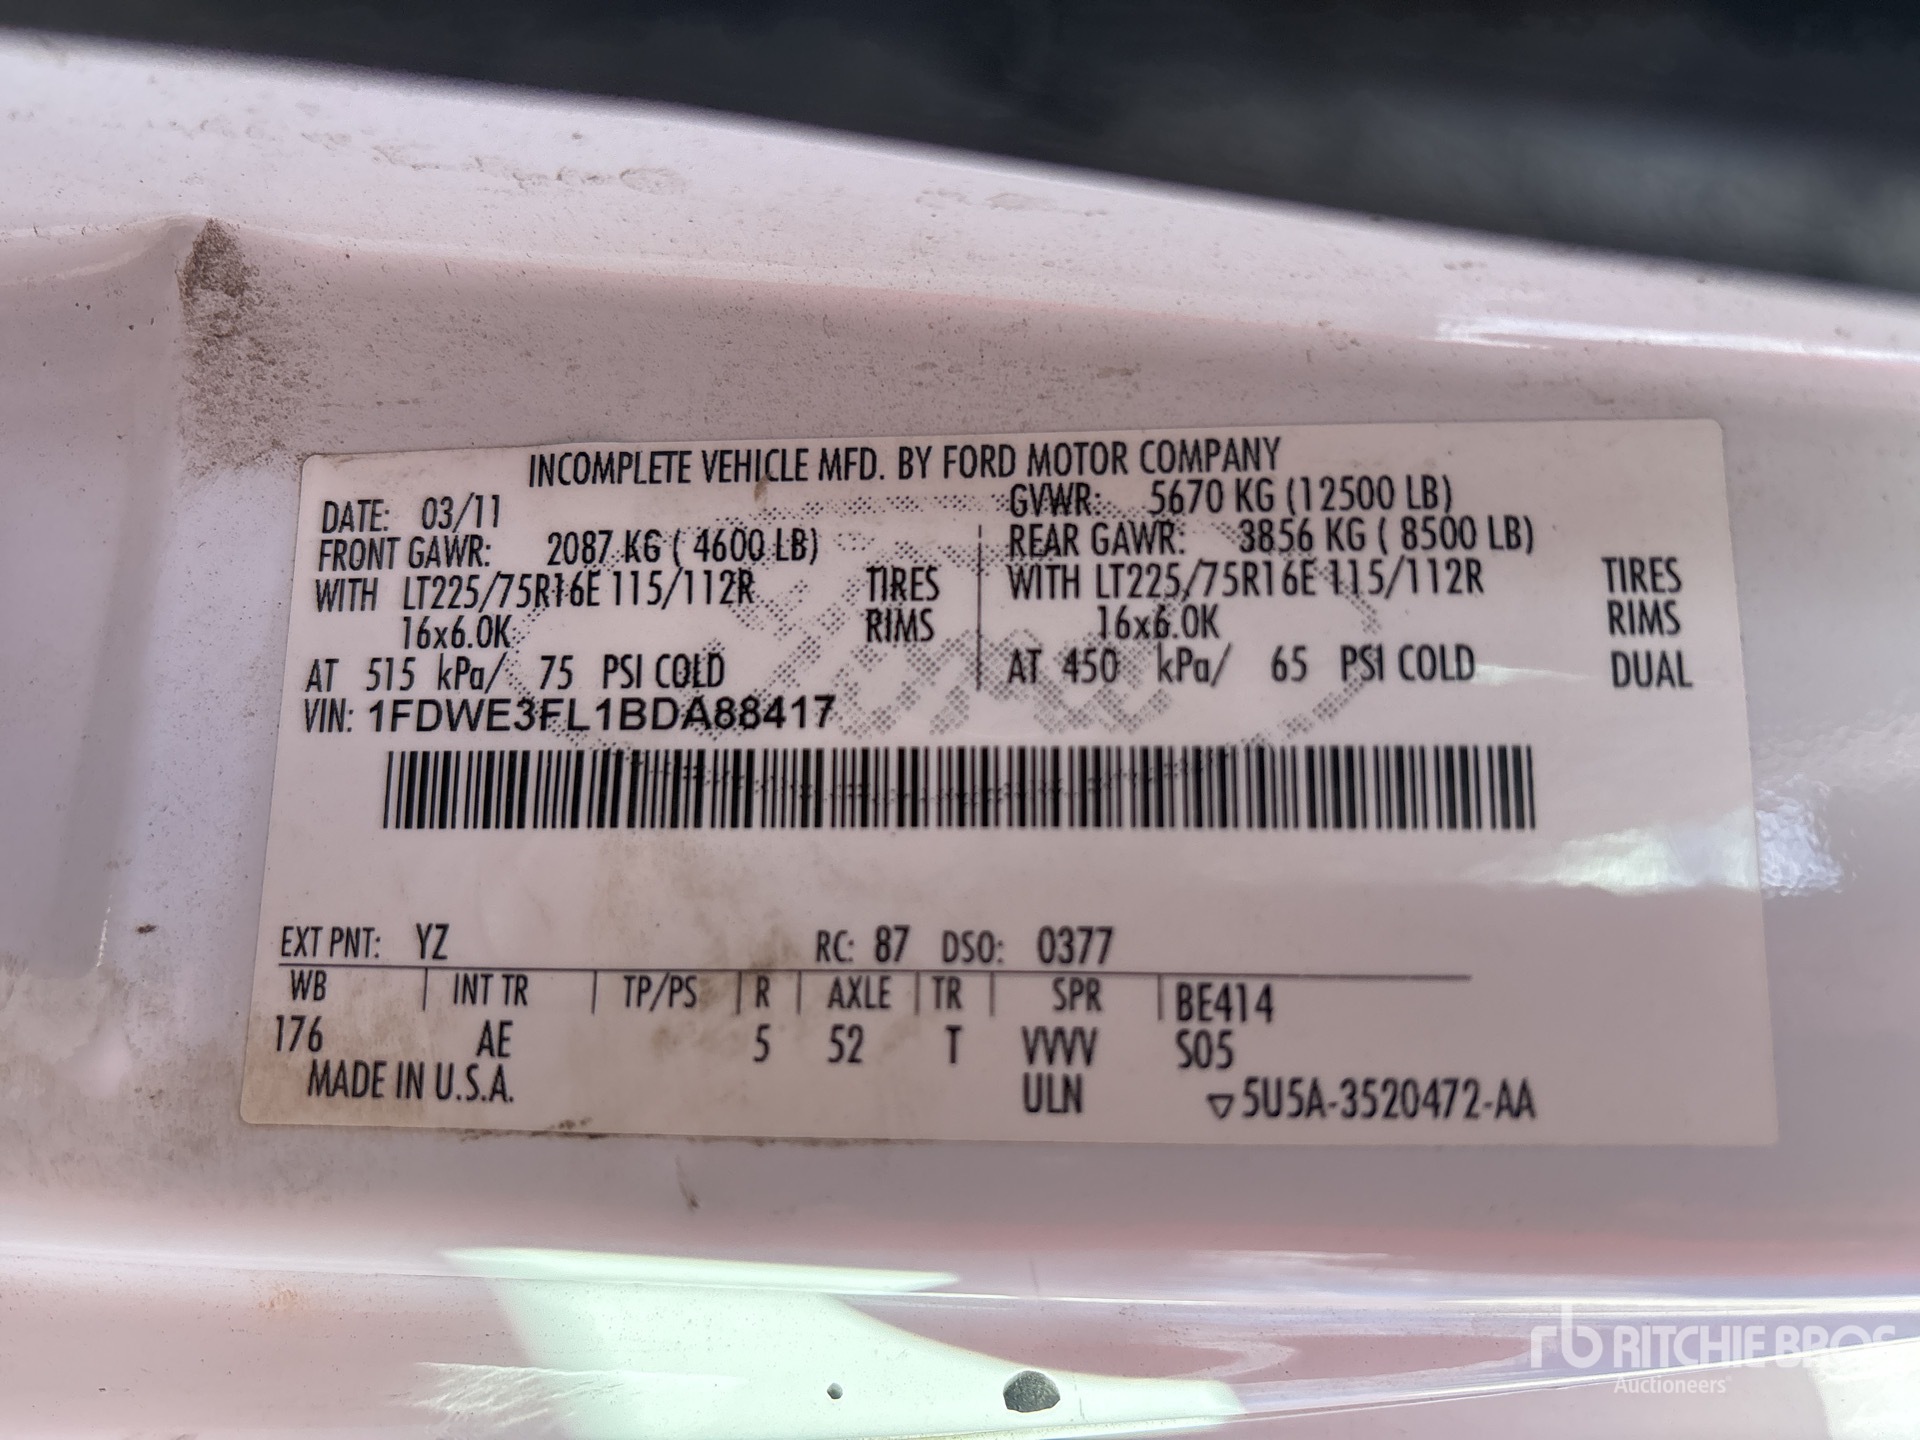 INCOMPLETE VEHICLE MFD. BY FORD MOTOR COMPANY
DATE: 03/11 GVWR: 5670 KG (12500 LB)
FRONT GAWR: 2087 KG ( 4600 LB) REAR GAWR: 3856 KG ( 8500 LB)
WITH LT225/75R16E 115/112R TIRES WITH LT225/75R16E 115/112R TIRES
16x6.0K RIMS 16x6.0K RIMS
AT 515 kPa/ 75 PSI COLD AT 450 kPa/ 65 PSI COLD DUAL
VIN: 1FDWE3FL1BDA88417
EXT PNT: YZ RC: 87 DSO: 0377
WB INT TR TP/PS R AXLE TR SPR BE414
176 AE 5 52 T VVVV S05
MADE IN U.S.A. ULN ▽5U5A-3520472-AA
rb RITCHIE BROS
Auctioneers